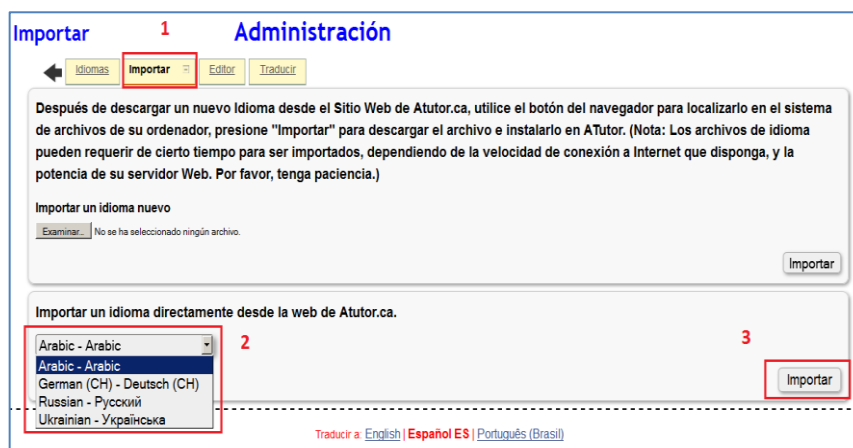 Importar 1 Administración
Idiomas Importar Editor Traducir
Después de descargar un nuevo Idioma desde el Sitio Web de Atutor.ca, utilice el botón del navegador para localizarlo en el sistema
de archivos de su ordenador, presione "Importar" para descargar el archivo e instalarlo en ATutor. (Nota: Los archivos de idioma
pueden requerir de cierto tiempo para ser importados, dependiendo de la velocidad de conexión a Internet que disponga, y la
potencia de su servidor Web. Por favor, tenga paciencia.)
Importar un idioma nuevo
Examinar... No se ha seleccionado ningún archivo.
Importar
Importar un idioma directamente desde la web de Atutor.ca.
Arabic - Arabic 2 3
Arabic - Arabic
German (CH) - Deutsch (CH)
Importar
Russian - Русский
Ukrainian - Українська
Traducir a: English | Español ES | Português (Brasil)